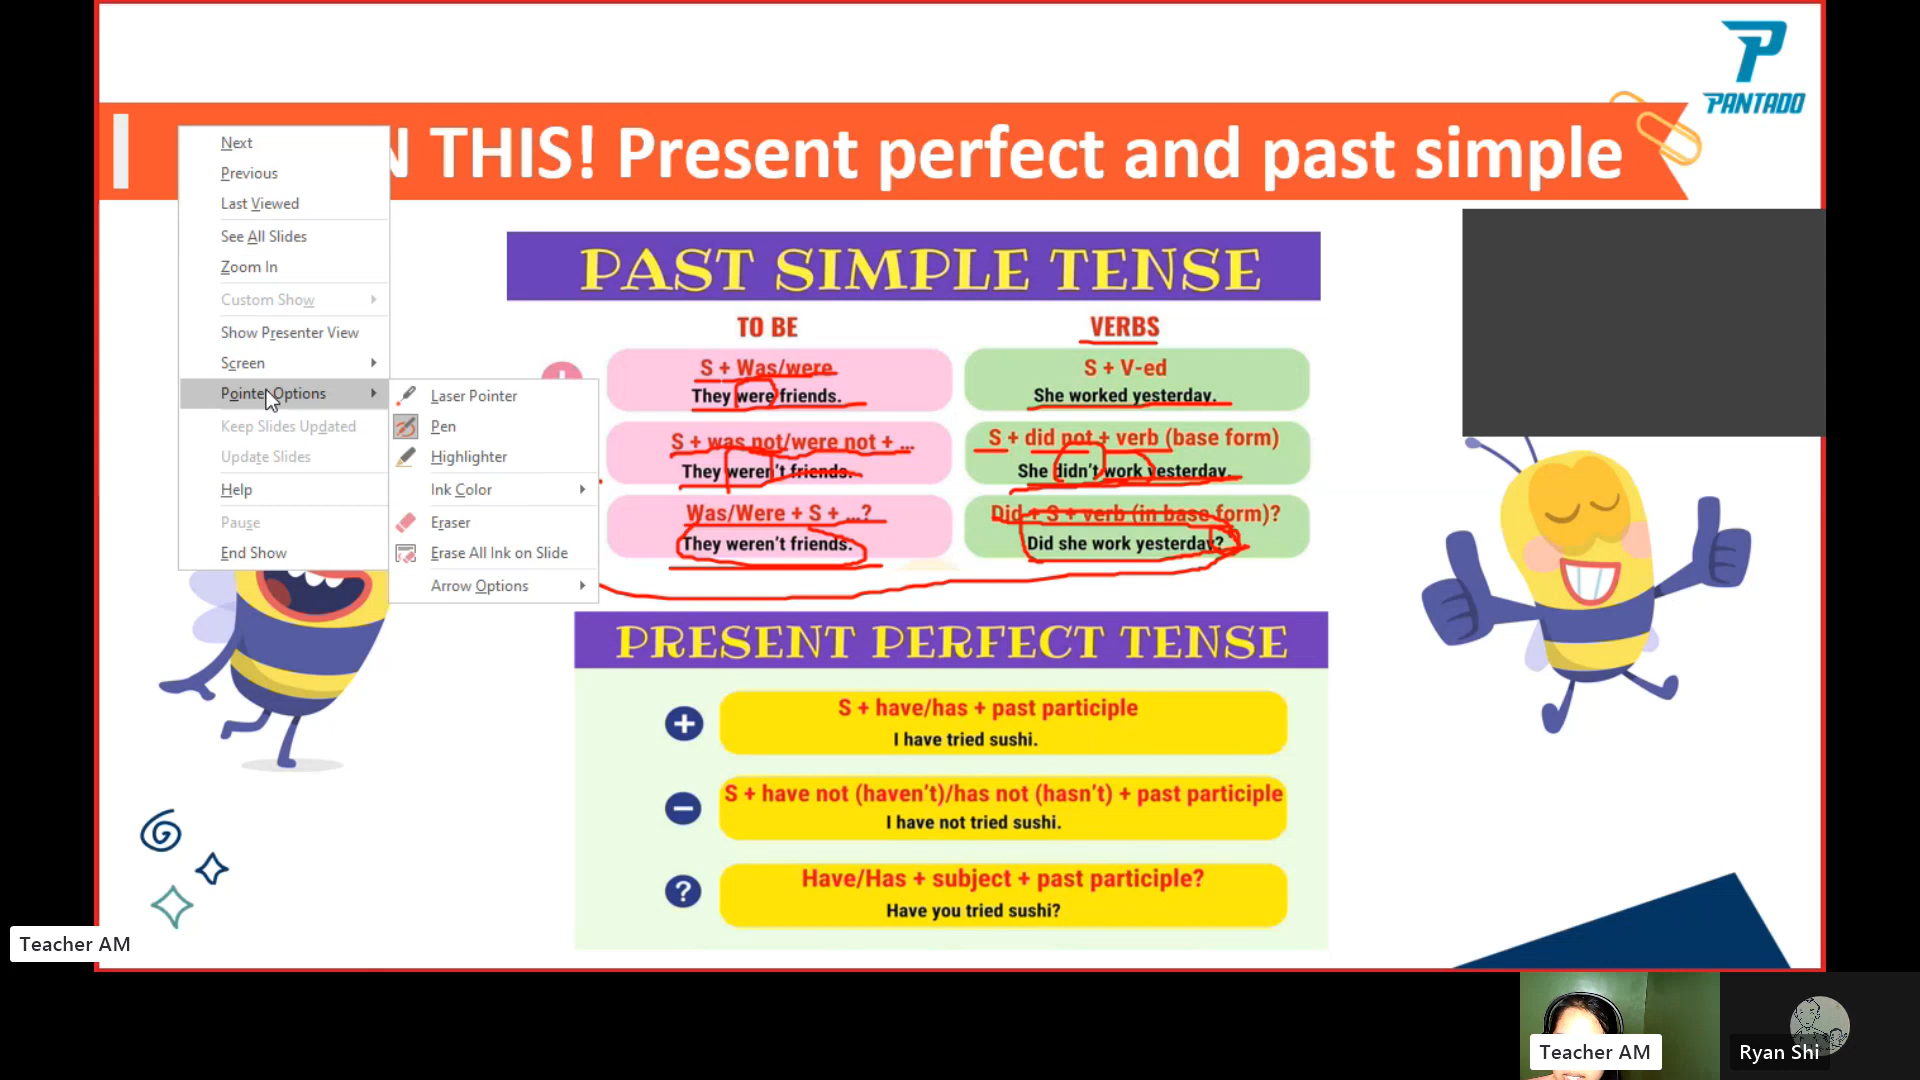 PANTADO
N THIS! Present perfect and past simple
Next
Previous
Last Viewed
See All Slides
Zoom In
Custom Show
Show Presenter View
Screen
Pointer Options
Keep Slides Updated
Update Slides
Help
Pause
End Show
Laser Pointer
Pen
Highlighter
Ink Color
Eraser
Erase All Ink on Slide
Arrow Options
PAST SIMPLE TENSE
TO BE
VERBS
S + Was/were
They were friends.
S + V-ed
She worked yesterday.
S + was not/were not + ...
They weren't friends.
S + did not + verb (base form)
She didn't work yesterday.
Was/Were + S + ...?
They weren't friends.
Did + S + verb (in base form)?
Did she work yesterday?
PRESENT PERFECT TENSE
+
S + have/has + past participle
I have tried sushi.
−
S + have not (haven't)/has not (hasn't) + past participle
I have not tried sushi.
?
Have/Has + subject + past participle?
Have you tried sushi?
Teacher AM
Teacher AM
Ryan Shi